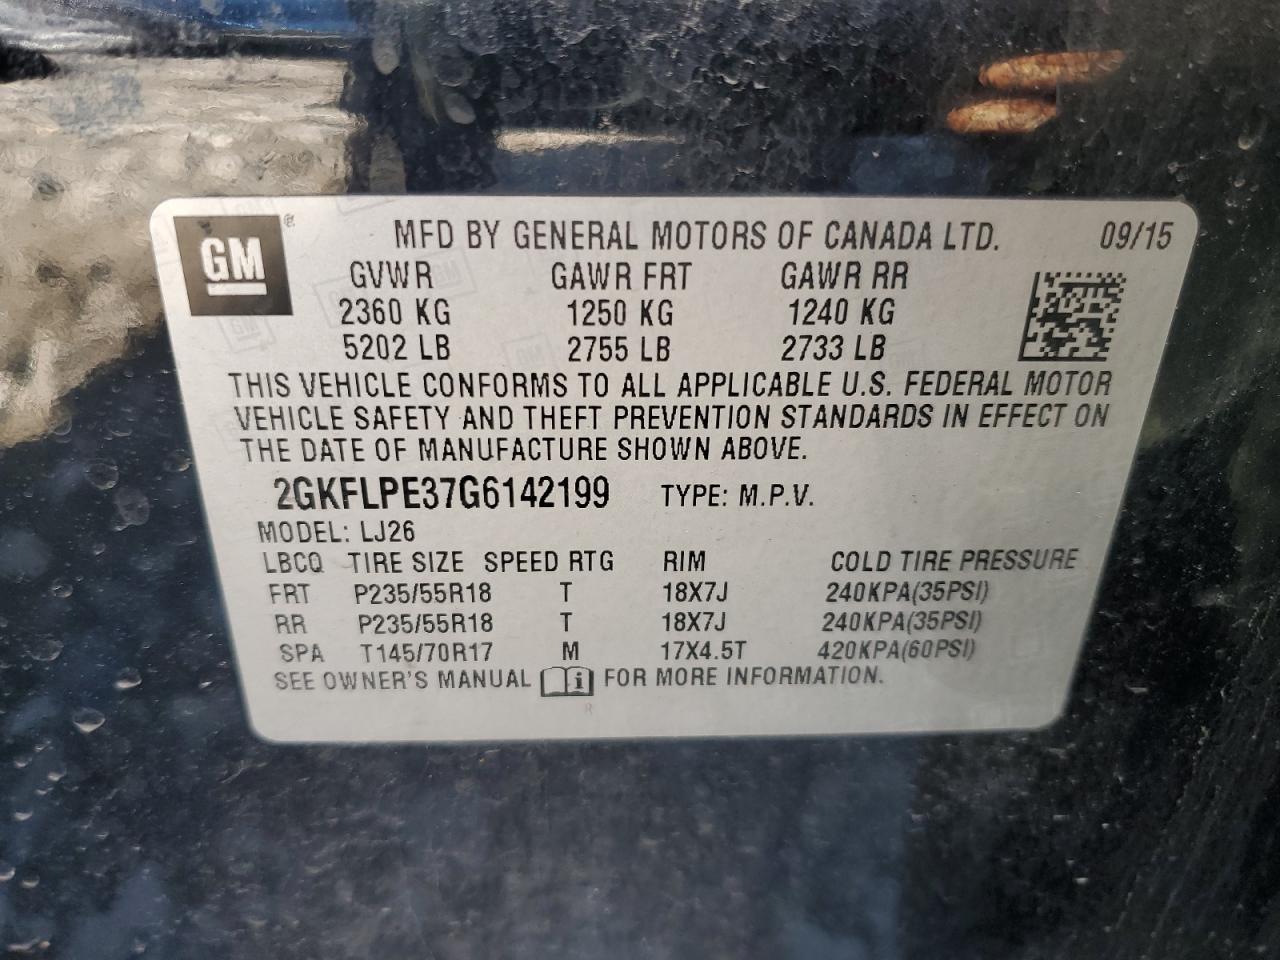 GM ® MFD BY GENERAL MOTORS OF CANADA LTD. 09/15
GVWR GAWR FRT GAWR RR
2360 KG 1250 KG 1240 KG
5202 LB 2755 LB 2733 LB
THIS VEHICLE CONFORMS TO ALL APPLICABLE U.S. FEDERAL MOTOR
VEHICLE SAFETY AND THEFT PREVENTION STANDARDS IN EFFECT ON
THE DATE OF MANUFACTURE SHOWN ABOVE.
2GKFLPE37G6142199 TYPE: M.P.V.
MODEL: LJ26
LBCQ TIRE SIZE SPEED RTG RIM COLD TIRE PRESSURE
FRT P235/55R18 T 18X7J 240KPA(35PSI)
RR P235/55R18 T 18X7J 240KPA(35PSI)
SPA T145/70R17 M 17X4.5T 420KPA(60PSI)
SEE OWNER'S MANUAL i FOR MORE INFORMATION.
R